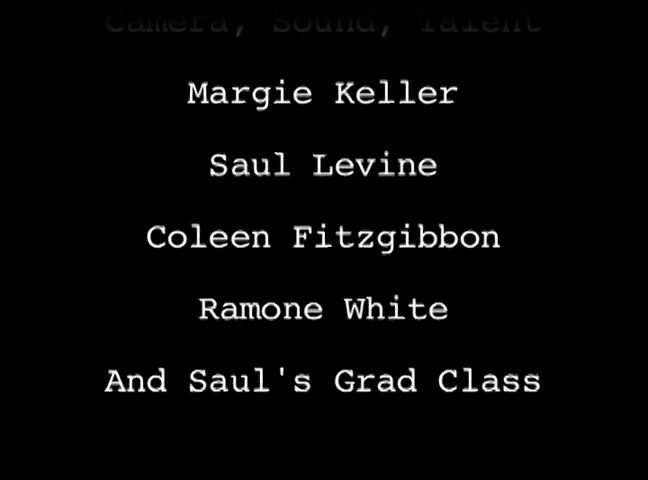 Camera, Sound, Talent
Margie Keller
Saul Levine
Coleen Fitzgibbon
Ramone White
And Saul's Grad Class